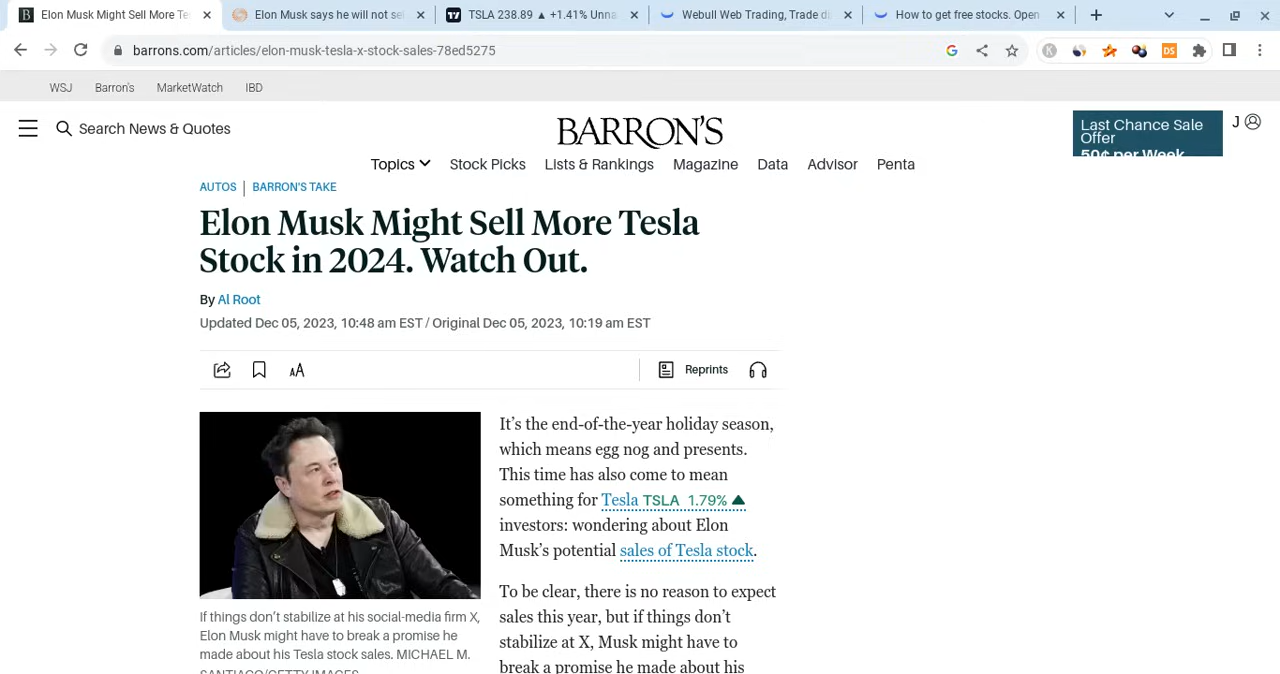 Elon Musk Might Sell More Te
Elon Musk says he will not se
TSLA 238.89 ▲ +1.41% Unna
Webull Web Trading, Trade di
How to get free stocks. Open
barrons.com/articles/elon-musk-tesla-x-stock-sales-78ed5275
WSJ Barron's MarketWatch IBD
Search News & Quotes
BARRON'S
Last Chance Sale
Offer
50¢ per Week
J
Topics Stock Picks Lists & Rankings Magazine Data Advisor Penta
AUTOS | BARRON'S TAKE
Elon Musk Might Sell More Tesla
Stock in 2024. Watch Out.
By Al Root
Updated Dec 05, 2023, 10:48 am EST / Original Dec 05, 2023, 10:19 am EST
AA
Reprints
It’s the end-of-the-year holiday season,
which means egg nog and presents.
This time has also come to mean
something for Tesla TSLA 1.79% ▲
investors: wondering about Elon
Musk’s potential sales of Tesla stock.
To be clear, there is no reason to expect
sales this year, but if things don’t
stabilize at X, Musk might have to
break a promise he made about his
If things don’t stabilize at his social-media firm X,
Elon Musk might have to break a promise he
made about his Tesla stock sales. MICHAEL M.
SANTIAGO/GETTY IMAGES